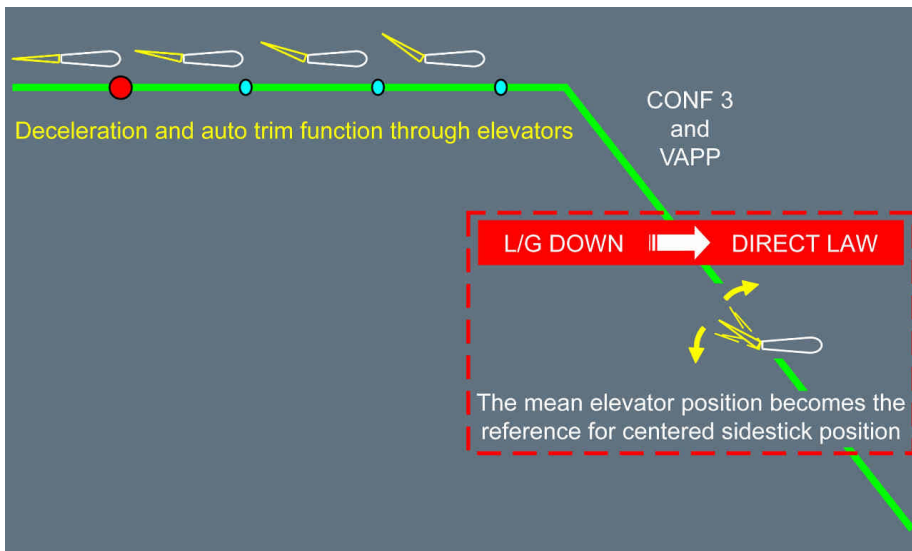 Deceleration and auto trim function through elevators
CONF 3
and
VAPP
L/G DOWN DIRECT LAW
The mean elevator position becomes the
reference for centered sidestick position